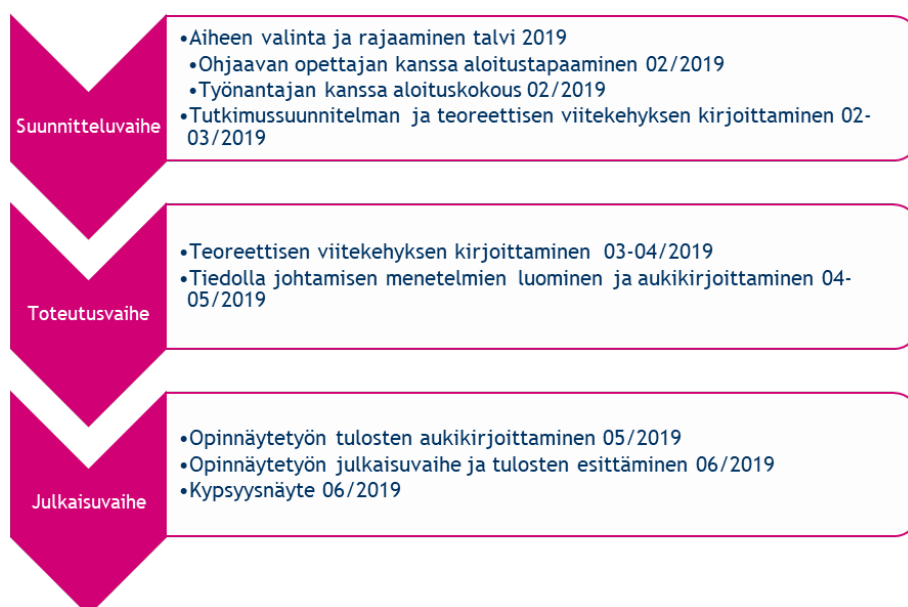 Suunnitteluvaihe
•Aiheen valinta ja rajaaminen talvi 2019
•Ohjaavan opettajan kanssa aloitustapaaminen 02/2019
•Työnantajan kanssa aloituskokous 02/2019
•Tutkimussuunnitelman ja teoreettisen viitekehyksen kirjoittaminen 02-
03/2019
Toteutusvaihe
•Teoreettisen viitekehyksen kirjoittaminen 03-04/2019
•Tiedolla johtamisen menetelmien luominen ja aukikirjoittaminen 04-
05/2019
Julkaisuvaihe
•Opinnäytetyön tulosten aukikirjoittaminen 05/2019
•Opinnäytetyön julkaisuvaihe ja tulosten esittäminen 06/2019
•Kypsyysnäyte 06/2019